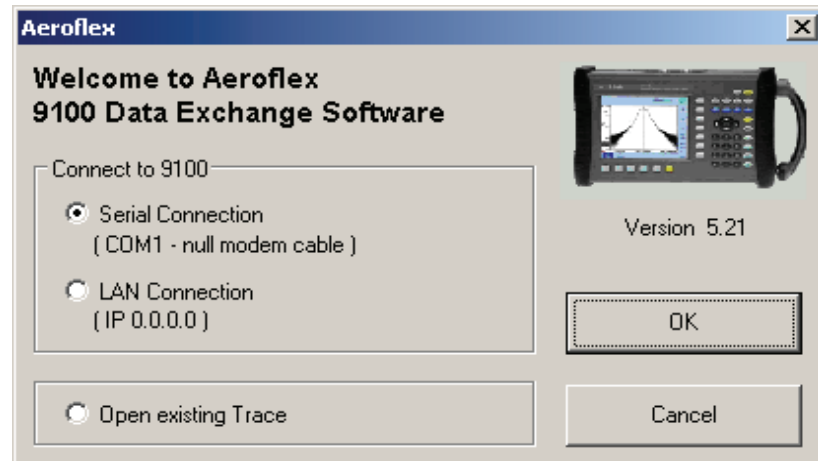 Aeroflex
Welcome to Aeroflex
9100 Data Exchange Software
Connect to 9100
Serial Connection
( COM1 - null modem cable )
LAN Connection
( IP 0.0.0.0 )
Open existing Trace
Version 5.21
OK
Cancel